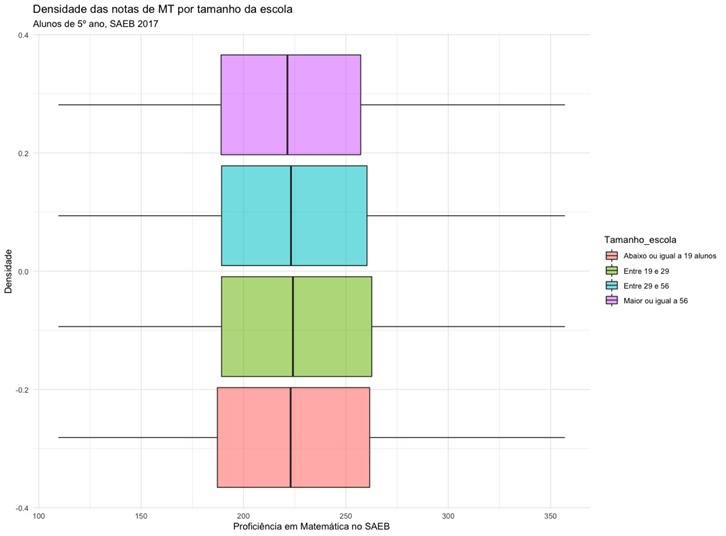 Densidade das notas de MT por tamanho da escola
Alunos de 5º ano, SAEB 2017
0.4
0.2
0.0
-0.2
-0.4
Densidade
100
150
200
250
300
350
Proficiência em Matemática no SAEB
Tamanho_escola
Abaixo ou igual a 19 alunos
Entre 19 e 29
Entre 29 e 56
Maior ou igual a 56